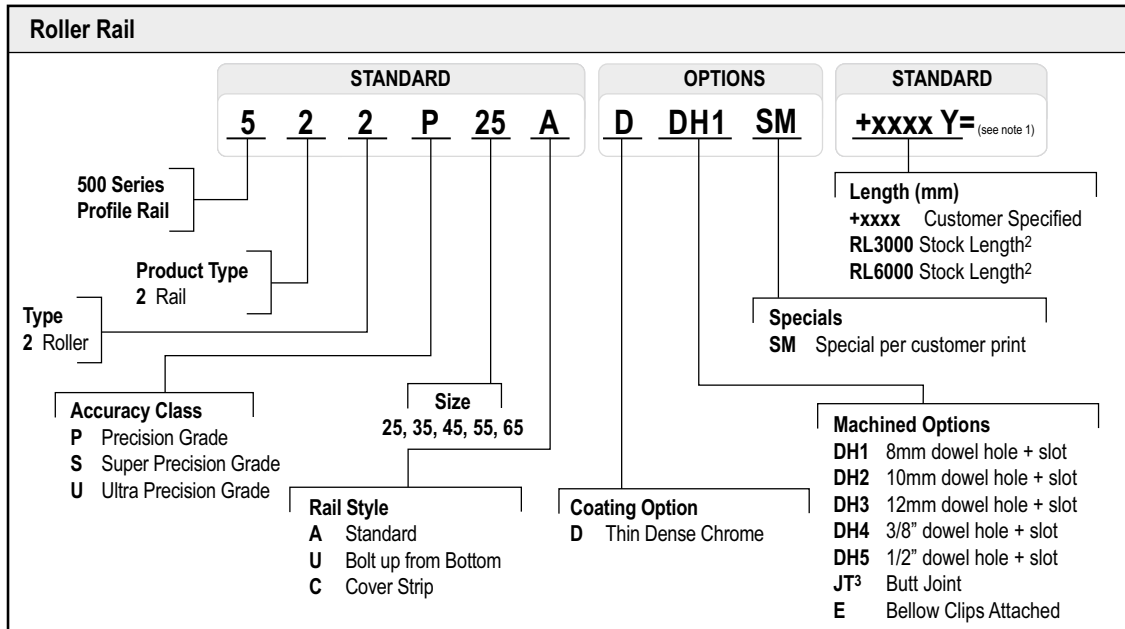 Roller Rail
STANDARD
OPTIONS
STANDARD
5 2 2 P 25 A D DH1 SM +xxxx Y= (see note 1)
500 Series
Profile Rail
Product Type
2 Rail
Type
2 Roller
Accuracy Class
P Precision Grade
S Super Precision Grade
U Ultra Precision Grade
Size
25, 35, 45, 55, 65
Rail Style
A Standard
U Bolt up from Bottom
C Cover Strip
Coating Option
D Thin Dense Chrome
Length (mm)
+xxxx Customer Specified
RL3000 Stock Length²
RL6000 Stock Length²
Specials
SM Special per customer print
Machined Options
DH1 8mm dowel hole + slot
DH2 10mm dowel hole + slot
DH3 12mm dowel hole + slot
DH4 3/8” dowel hole + slot
DH5 1/2” dowel hole + slot
JT³ Butt Joint
E Bellow Clips Attached